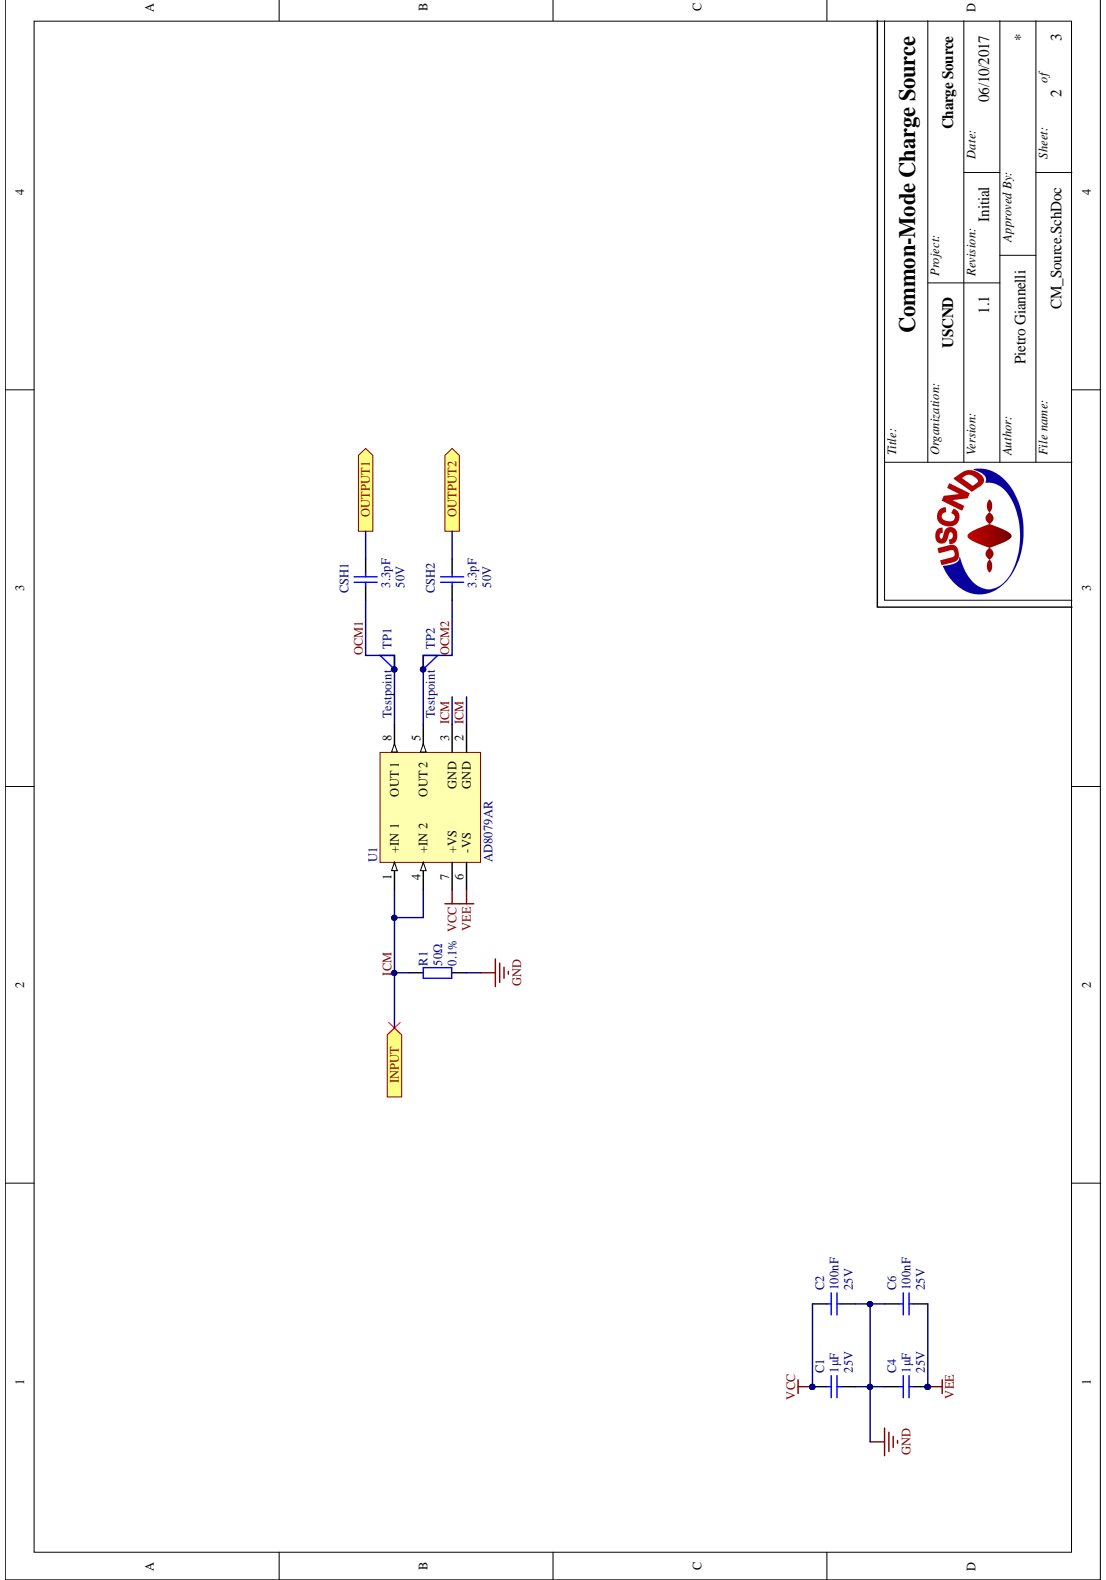 A
B
C
D
4
3
2
1
INPUT
ICM
R1
50Ω
0.1%
GND
U1
1
+IN 1
OUT 1
8
4
+IN 2
OUT 2
5
VCC
7
+VS
GND
3
ICM
VEE
6
-VS
GND
2
ICM
AD8079AR
Testpoint
TP1
OCM1
Testpoint
TP2
OCM2
CSH1
3.3pF
50V
CSH2
3.3pF
50V
OUTPUT1
OUTPUT2
VCC
C1
1µF
25V
C2
100nF
25V
C4
1µF
25V
C6
100nF
25V
VEE
GND
USCND
Title:
Common-Mode Charge Source
Organization:
USCND
Project:
Charge Source
Version:
1.1
Revision:
Initial
Date:
06/10/2017
Author:
Pietro Giannelli
Approved By:
*
File name:
CM_Source.SchDoc
Sheet:
2 of 3
A
B
C
D
4
3
2
1